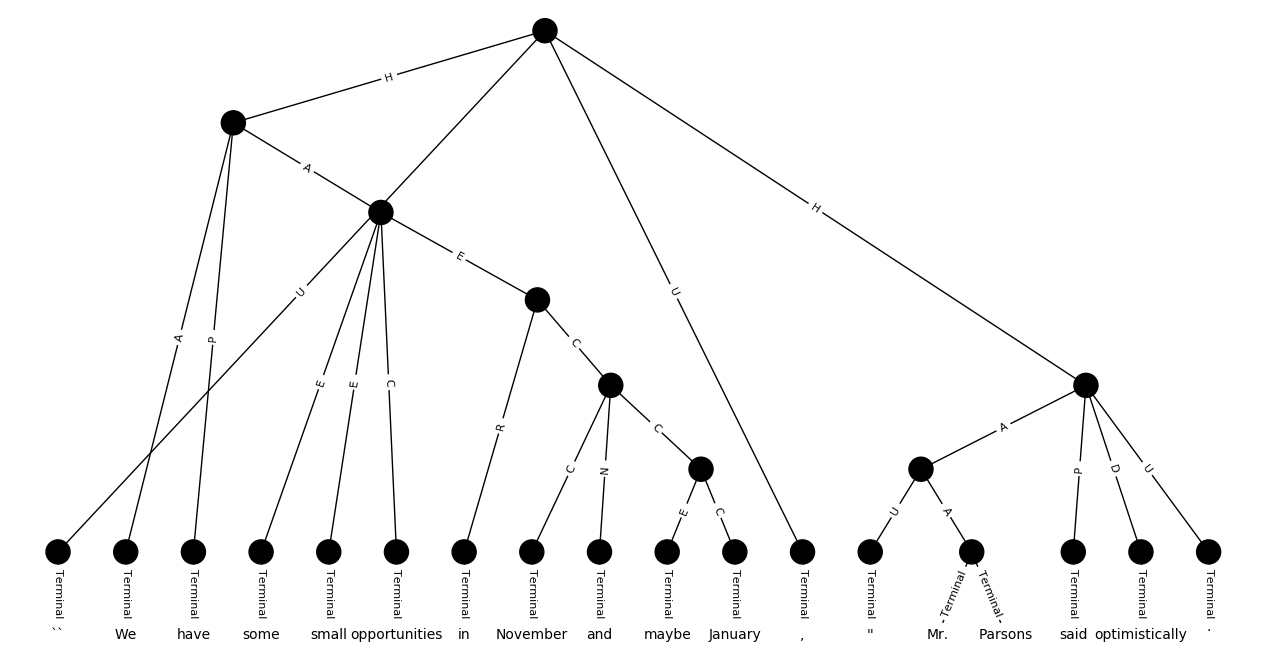 H
A
H
U
E
A
P
U
U
C
E
E
C
R
C
A
C
N
C
P
D
U
E
C
U
A
Terminal Terminal Terminal Terminal Terminal Terminal Terminal Terminal Terminal Terminal Terminal Terminal Terminal Terminal Terminal Terminal Terminal Terminal
`` We have some small opportunities in November and maybe January , " Mr. Parsons said optimistically .